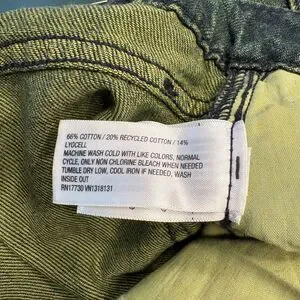 66% COTTON / 20% RECYCLED COTTON / 14%
LYOCELL
MACHINE WASH COLD WITH LIKE COLORS, NORMAL
CYCLE, ONLY NON CHLORINE BLEACH WHEN NEEDED
TUMBLE DRY LOW, COOL IRON IF NEEDED, WASH
INSIDE OUT
RN17730 VN1318131